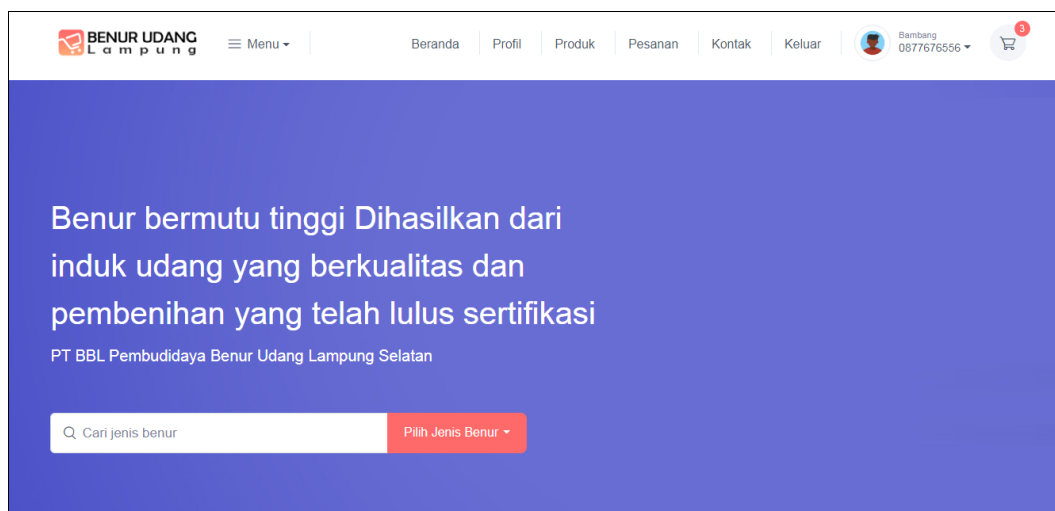 BENUR UDANG
Lampung
Menu
Beranda
Profil
Produk
Pesanan
Kontak
Keluar
Bambang
0877676556
3
Benur bermutu tinggi Dihasilkan dari
induk udang yang berkualitas dan
pembenihan yang telah lulus sertifikasi
PT BBL Pembudidaya Benur Udang Lampung Selatan
Cari jenis benur
Pilih Jenis Benur